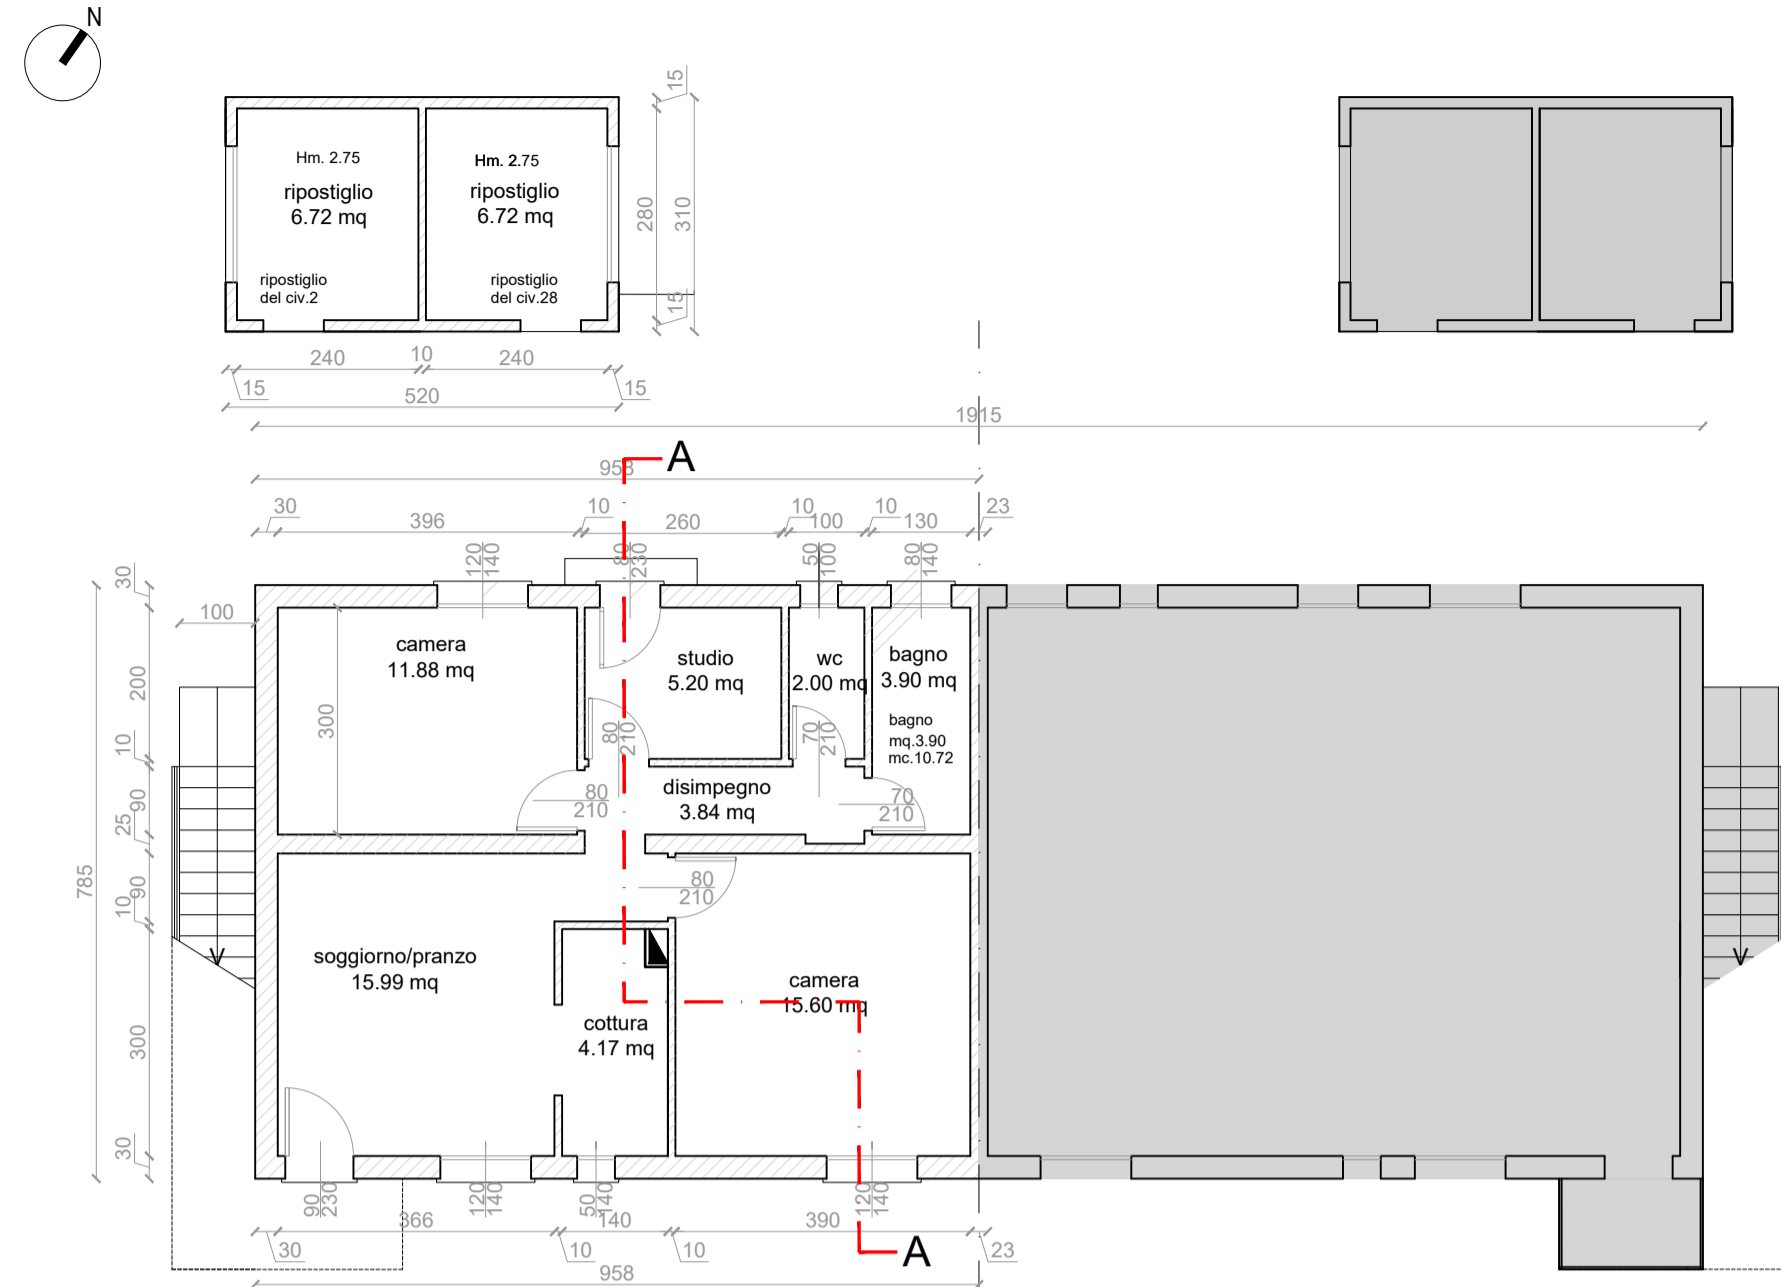 N
15
Hm. 2.75
ripostiglio
6.72 mq
Hm. 2.75
ripostiglio
6.72 mq
280
310
ripostiglio
del civ.2
ripostiglio
del civ.28
15
240
10
240
15
15
520
1915
A
958
30
396
10
260
10
100
10
130
23
120
140
80
230
50
100
80
140
30
100
camera
11.88 mq
studio
5.20 mq
wc
2.00 mq
bagno
3.90 mq
bagno
mq.3.90
mc.10.72
200
300
80
210
70
210
10
disimpegno
3.84 mq
80
210
70
210
90
25
785
90
10
80
210
soggiorno/pranzo
15.99 mq
camera
15.60 mq
cottura
4.17 mq
V
V
300
30
90
230
120
140
50
140
120
140
366
140
390
30
10
10
A
23
958